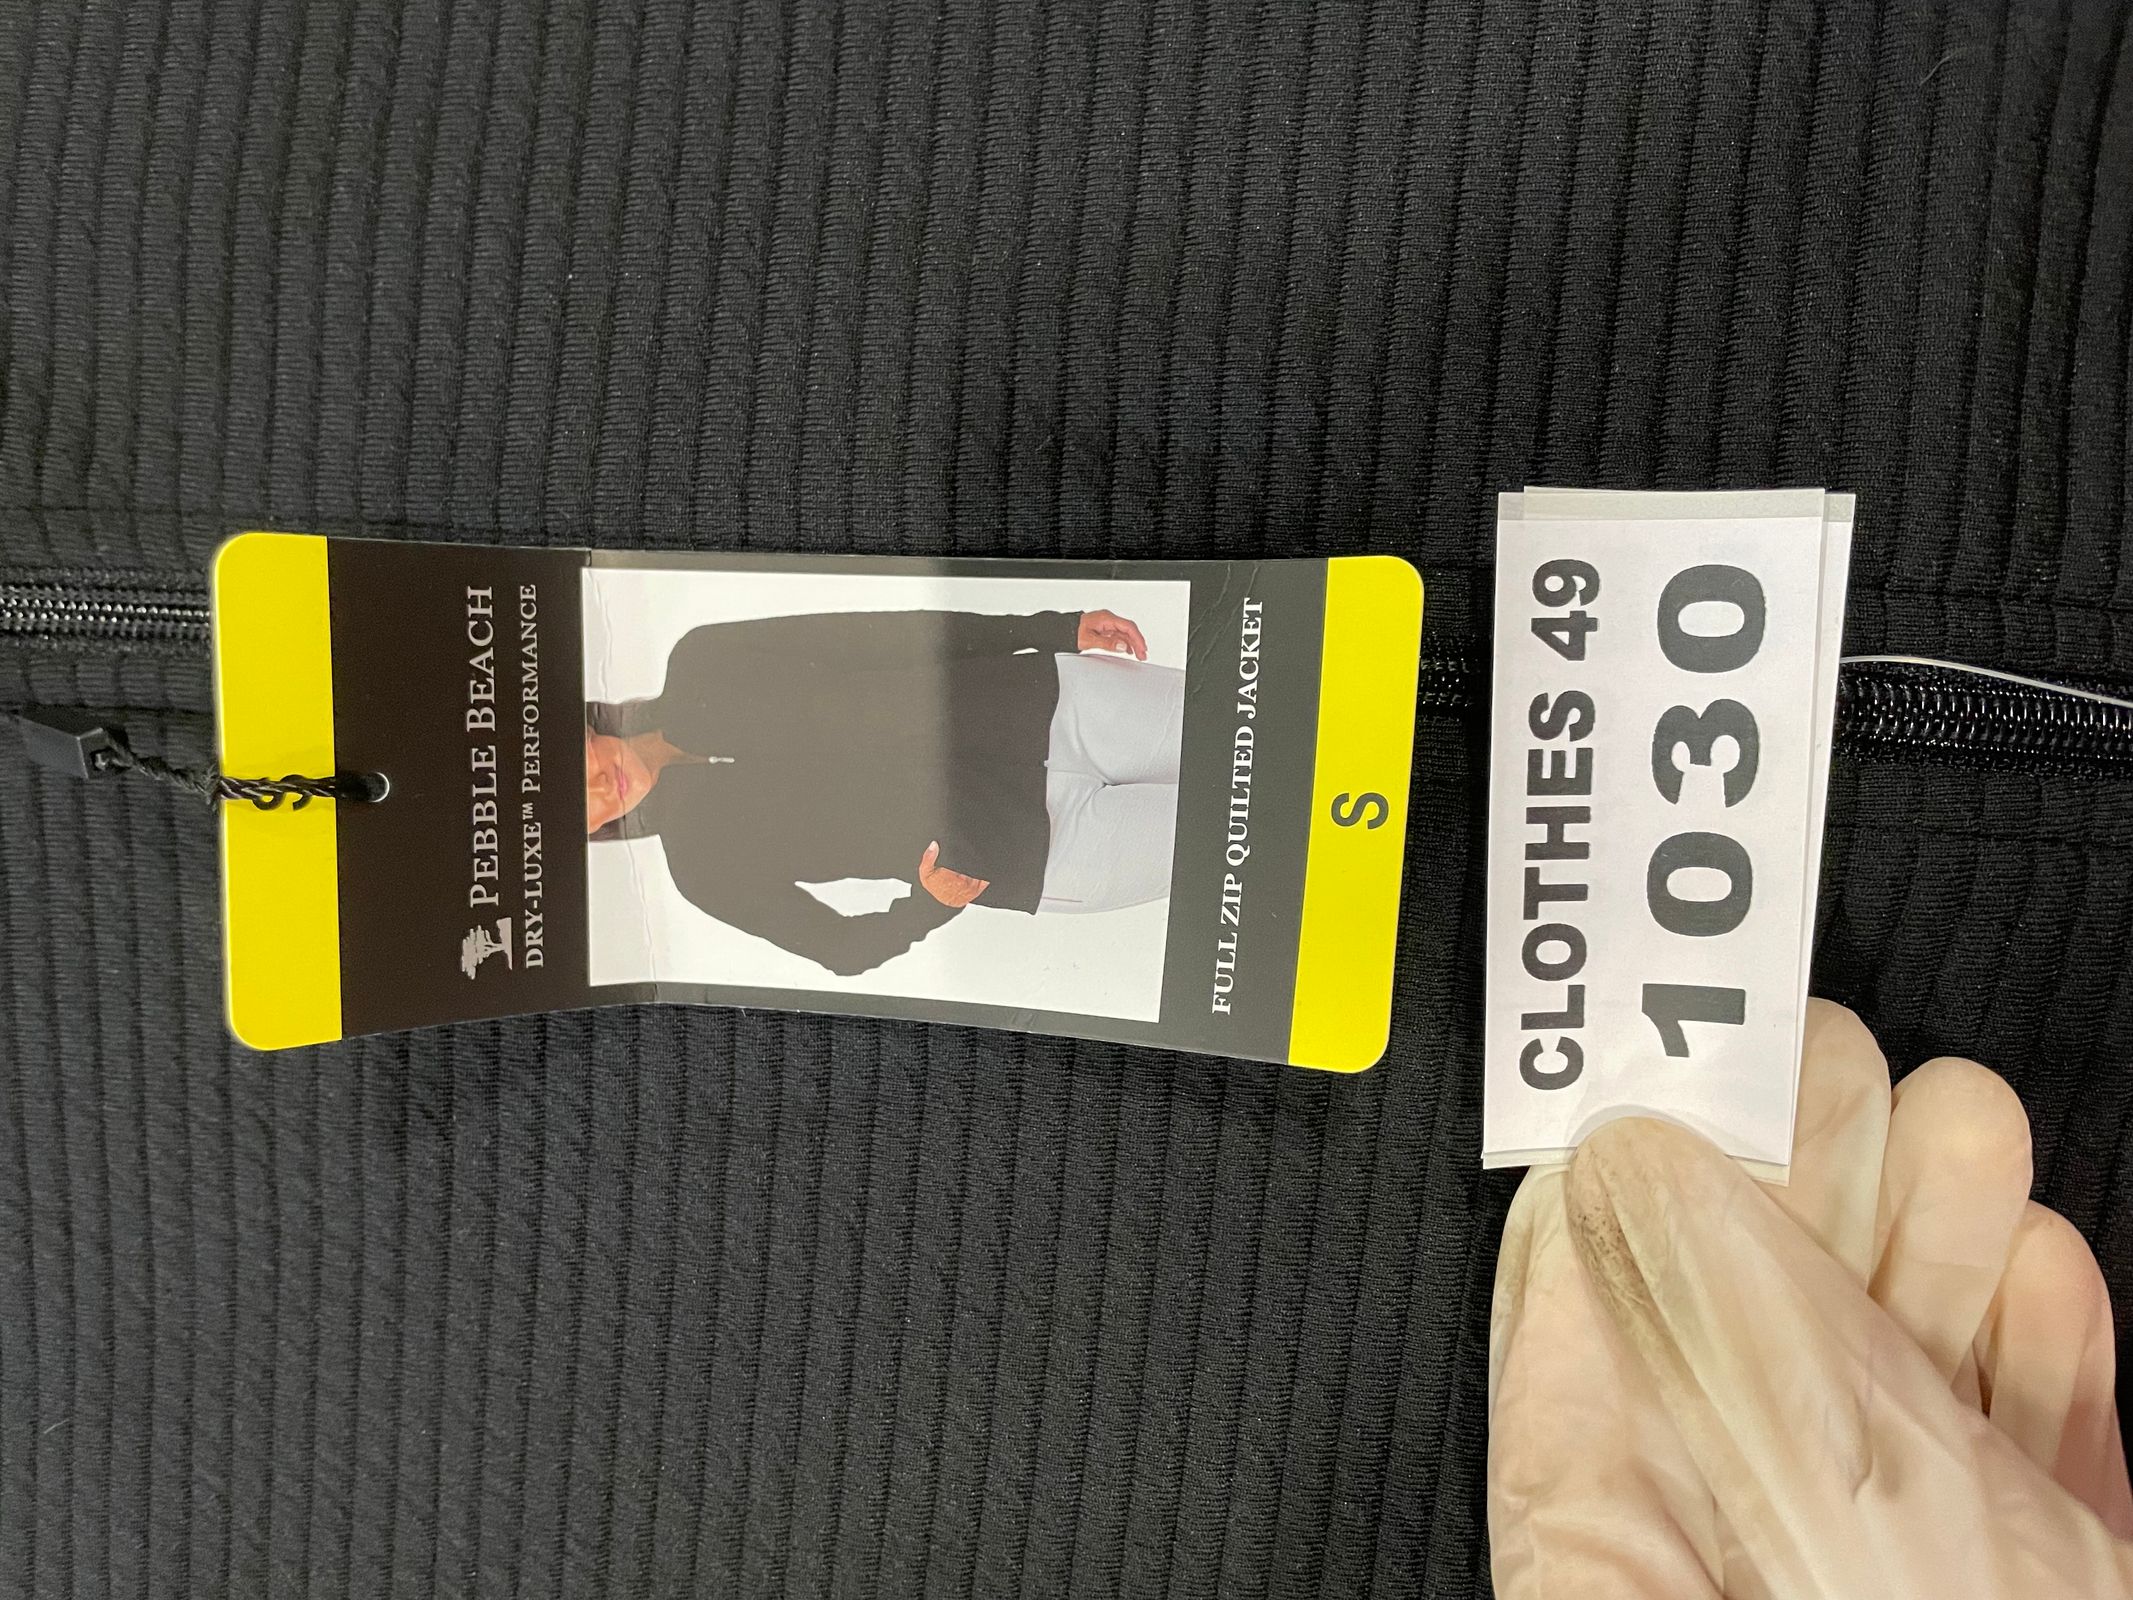 S
PEBBLE BEACH
DRY-LUXE™ PERFORMANCE
FULL ZIP QUILTED JACKET
S
CLOTHES 49
1030